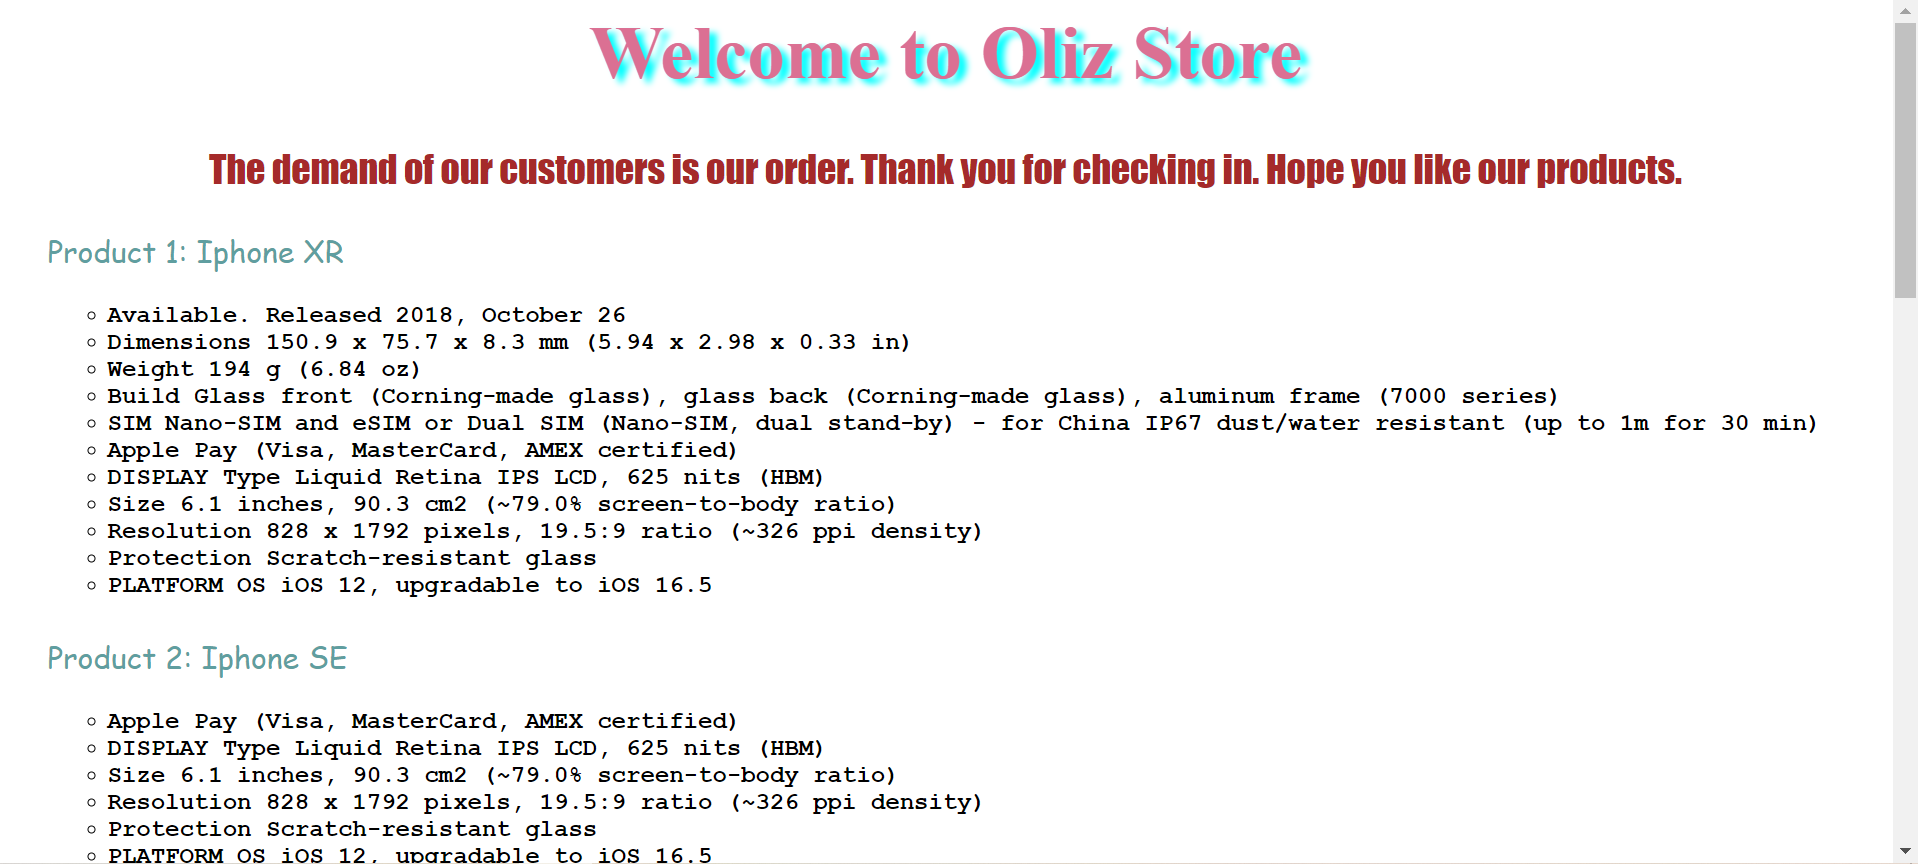 Welcome to Oliz Store
The demand of our customers is our order. Thank you for checking in. Hope you like our products.
Product 1: Iphone XR
Available. Released 2018, October 26
Dimensions 150.9 x 75.7 x 8.3 mm (5.94 x 2.98 x 0.33 in)
Weight 194 g (6.84 oz)
Build Glass front (Corning-made glass), glass back (Corning-made glass), aluminum frame (7000 series)
SIM Nano-SIM and eSIM or Dual SIM (Nano-SIM, dual stand-by) - for China IP67 dust/water resistant (up to 1m for 30 min)
Apple Pay (Visa, MasterCard, AMEX certified)
DISPLAY Type Liquid Retina IPS LCD, 625 nits (HBM)
Size 6.1 inches, 90.3 cm2 (~79.0% screen-to-body ratio)
Resolution 828 x 1792 pixels, 19.5:9 ratio (~326 ppi density)
Protection Scratch-resistant glass
PLATFORM OS iOS 12, upgradable to iOS 16.5
Product 2: Iphone SE
Apple Pay (Visa, MasterCard, AMEX certified)
DISPLAY Type Liquid Retina IPS LCD, 625 nits (HBM)
Size 6.1 inches, 90.3 cm2 (~79.0% screen-to-body ratio)
Resolution 828 x 1792 pixels, 19.5:9 ratio (~326 ppi density)
Protection Scratch-resistant glass
PLATFORM OS iOS 12, upgradable to iOS 16.5